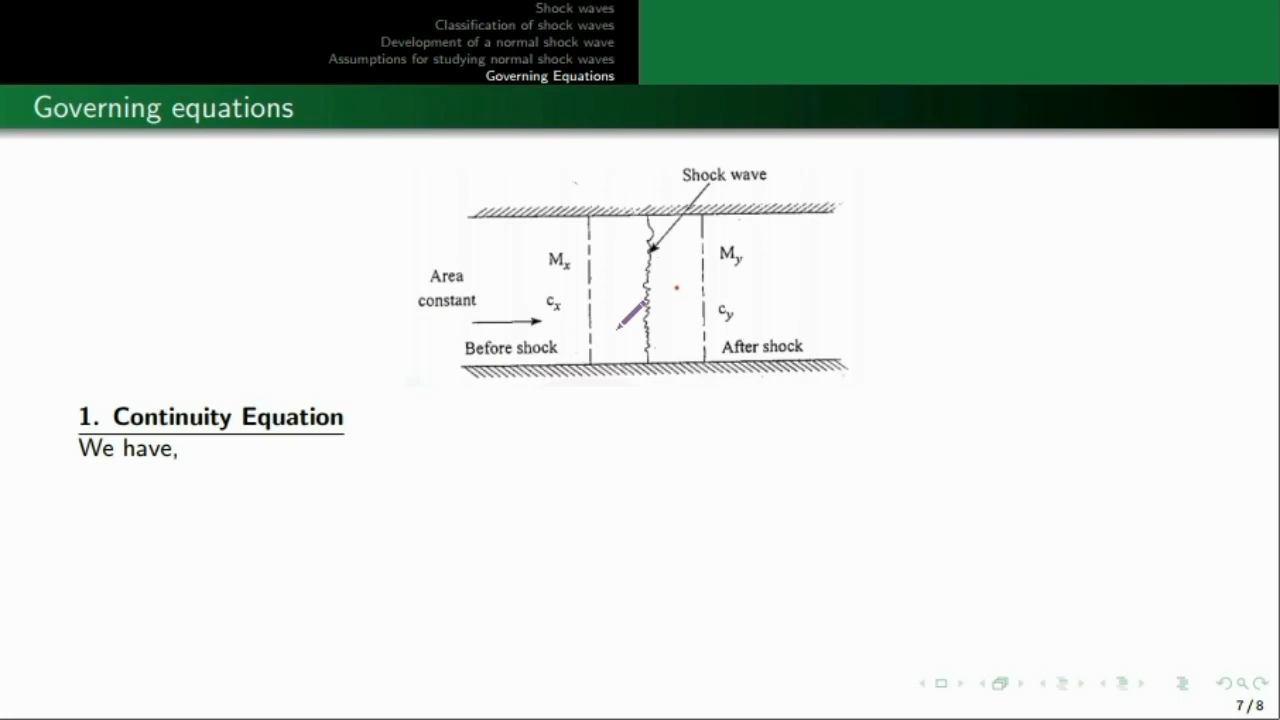 Shock waves
Classification of shock waves
Development of a normal shock wave
Assumptions for studying normal shock waves
Governing Equations
Governing equations
Shock wave
Mx
My
Area
constant
cx
cy
Before shock
After shock
1. Continuity Equation
We have,
7/8